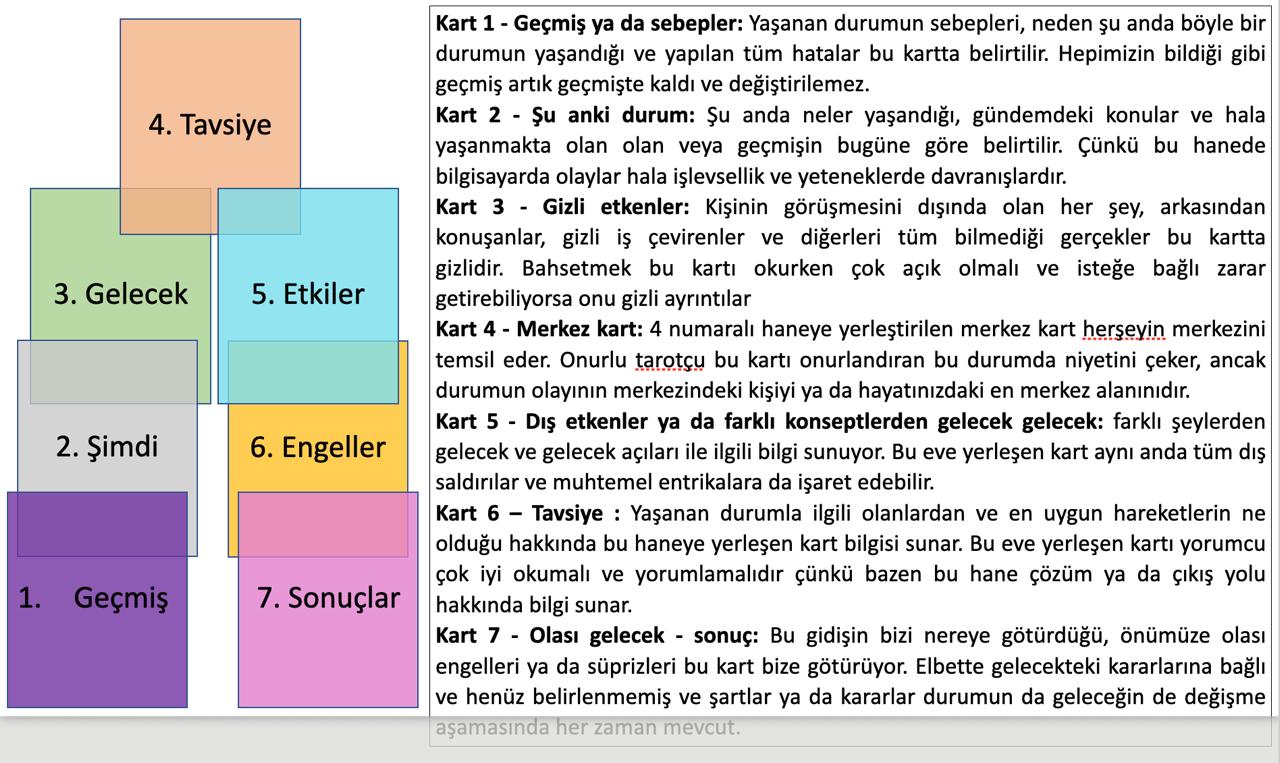 4. Tavsiye
3. Gelecek
5. Etkiler
2. Şimdi
6. Engeller
1. Geçmiş
7. Sonuçlar
Kart 1 - Geçmiş ya da sebepler: Yaşanan durumun sebepleri, neden şu anda böyle bir
durumun yaşandığı ve yapılan tüm hatalar bu kartta belirtilir. Hepimizin bildiği gibi
geçmiş artık geçmişte kaldı ve değiştirilemez.
Kart 2 - Şu anki durum: Şu anda neler yaşandığı, gündemdeki konular ve hala
yaşanmakta olan olan veya geçmişin bugüne göre belirtilir. Çünkü bu hanede
bilgisayarda olaylar hala işlevsellik ve yeteneklerde davranışlardır.
Kart 3 - Gizli etkenler: Kişinin görüşmesini dışında olan her şey, arkasından
konuşanlar, gizli iş çevirenler ve diğerleri tüm bilmediği gerçekler bu kartta
gizlidir. Bahsetmek bu kartı okurken çok açık olmalı ve isteğe bağlı zarar
getirebiliyorsa onu gizli ayrıntılar
Kart 4 - Merkez kart: 4 numaralı haneye yerleştirilen merkez kart herşeyin merkezini
temsil eder. Onurlu tarotçu bu kartı onurlandıran bu durumda niyetini çeker, ancak
durumun olayının merkezindeki kişiyi ya da hayatınızdaki en merkez alanınıdır.
Kart 5 - Dış etkenler ya da farklı konseptlerden gelecek gelecek: farklı şeylerden
gelecek ve gelecek açıları ile ilgili bilgi sunuyor. Bu eve yerleşen kart aynı anda tüm dış
saldırılar ve muhtemel entrikalara da işaret edebilir.
Kart 6 – Tavsiye : Yaşanan durumla ilgili olanlardan ve en uygun hareketlerin ne
olduğu hakkında bu haneye yerleşen kart bilgisi sunar. Bu eve yerleşen kartı yorumcu
çok iyi okumalı ve yorumlamalıdır çünkü bazen bu hane çözüm ya da çıkış yolu
hakkında bilgi sunar.
Kart 7 - Olası gelecek - sonuç: Bu gidişin bizi nereye götürdüğü, önümüze olası
engelleri ya da süprizleri bu kart bize götürüyor. Elbette gelecekteki kararlarına bağlı
ve henüz belirlenmemiş ve şartlar ya da kararlar durumun da geleceğin de değişme
aşamasında her zaman mevcut.